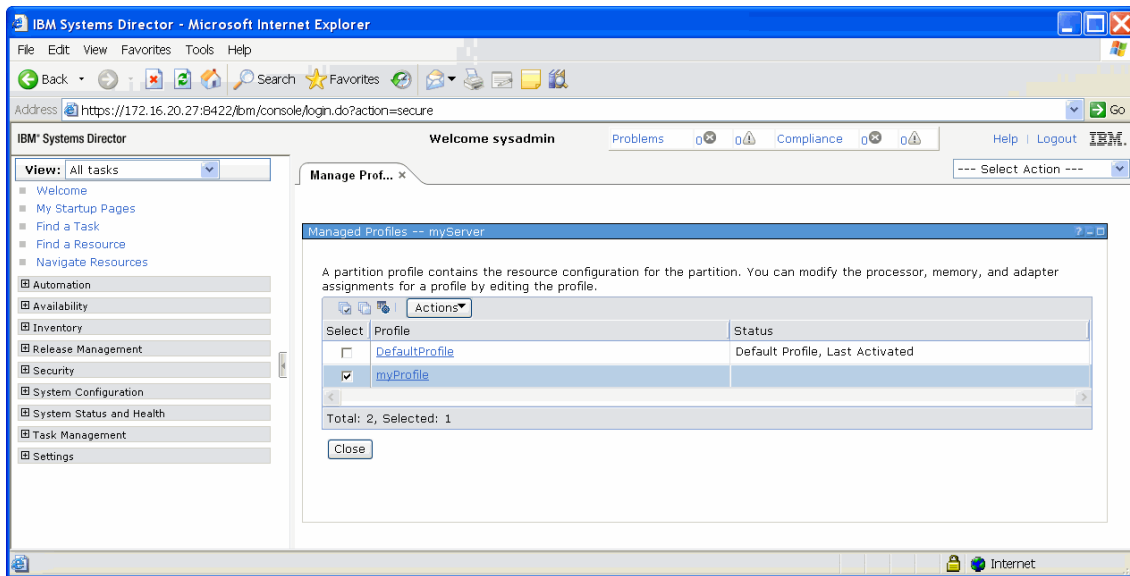 IBM Systems Director - Microsoft Internet Explorer
File Edit View Favorites Tools Help
Back Search Favorites
Address https://172.16.20.27:8422/ibm/console/login.do?action=secure Go
IBM® Systems Director Welcome sysadmin Problems 0 0 Compliance 0 0 Help | Logout IBM.
View: All tasks
Manage Prof... × --- Select Action ---
Welcome
My Startup Pages
Find a Task
Find a Resource
Navigate Resources
Automation
Availability
Inventory
Release Management
Security
System Configuration
System Status and Health
Task Management
Settings
Managed Profiles -- myServer ?
A partition profile contains the resource configuration for the partition. You can modify the processor, memory, and adapter
assignments for a profile by editing the profile.
Actions
Select Profile Status
DefaultProfile Default Profile, Last Activated
myProfile
Total: 2, Selected: 1
Close
Internet